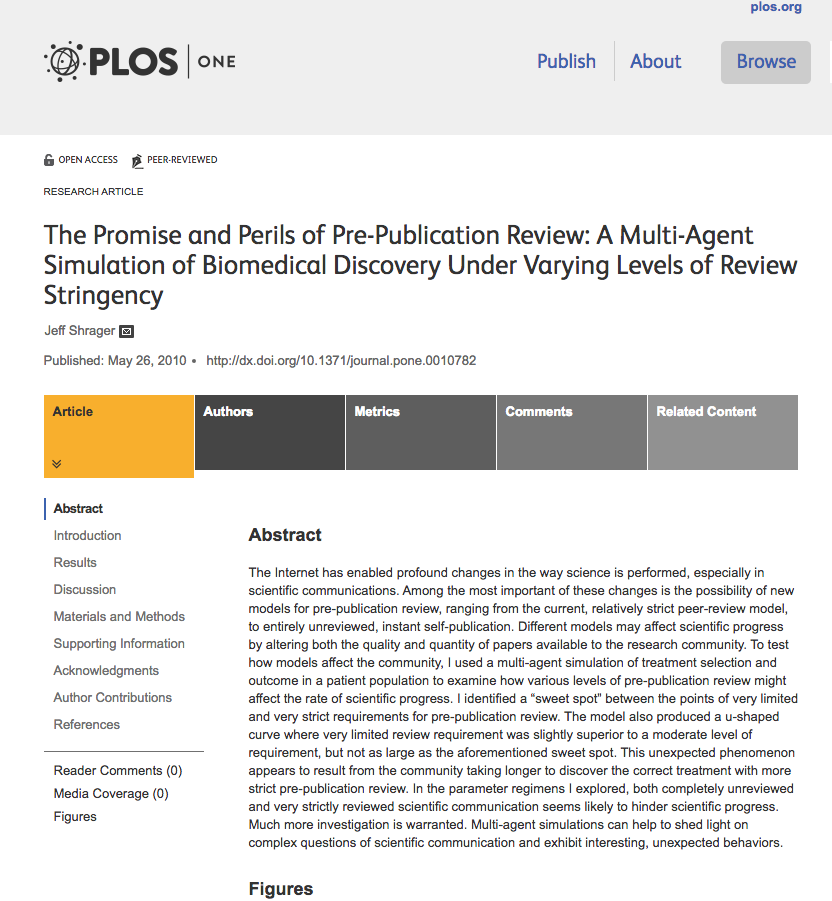 plos.org
PLOS ONE
Publish
About
Browse
OPEN ACCESS
PEER-REVIEWED
RESEARCH ARTICLE
The Promise and Perils of Pre-Publication Review: A Multi-Agent
Simulation of Biomedical Discovery Under Varying Levels of Review
Stringency
Jeff Shrager
Published: May 26, 2010 • http://dx.doi.org/10.1371/journal.pone.0010782
Article
Authors
Metrics
Comments
Related Content
Abstract
Introduction
Results
Discussion
Materials and Methods
Supporting Information
Acknowledgments
Author Contributions
References
Reader Comments (0)
Media Coverage (0)
Figures
Abstract
The Internet has enabled profound changes in the way science is performed, especially in
scientific communications. Among the most important of these changes is the possibility of new
models for pre-publication review, ranging from the current, relatively strict peer-review model,
to entirely unreviewed, instant self-publication. Different models may affect scientific progress
by altering both the quality and quantity of papers available to the research community. To test
how models affect the community, I used a multi-agent simulation of treatment selection and
outcome in a patient population to examine how various levels of pre-publication review might
affect the rate of scientific progress. I identified a “sweet spot” between the points of very limited
and very strict requirements for pre-publication review. The model also produced a u-shaped
curve where very limited review requirement was slightly superior to a moderate level of
requirement, but not as large as the aforementioned sweet spot. This unexpected phenomenon
appears to result from the community taking longer to discover the correct treatment with more
strict pre-publication review. In the parameter regimens I explored, both completely unreviewed
and very strictly reviewed scientific communication seems likely to hinder scientific progress.
Much more investigation is warranted. Multi-agent simulations can help to shed light on
complex questions of scientific communication and exhibit interesting, unexpected behaviors.
Figures